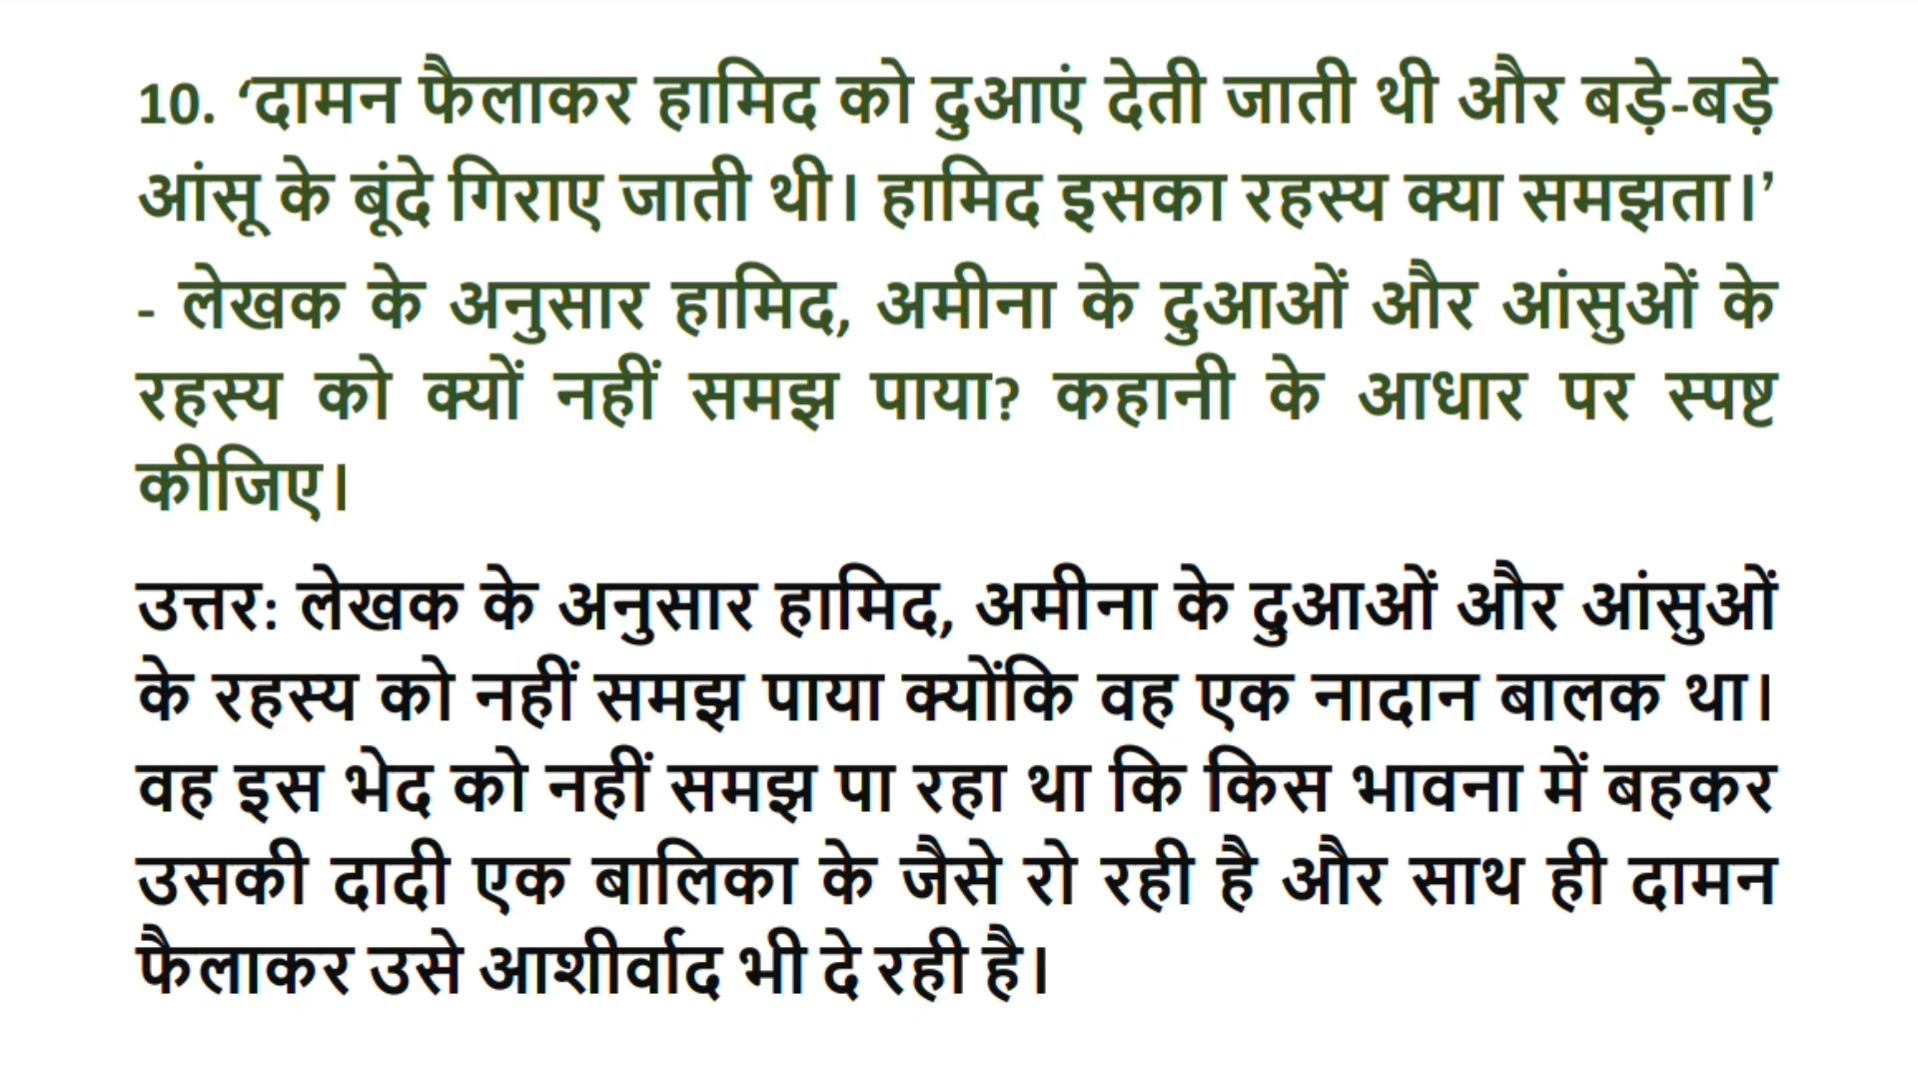 10. ‘दामन फैलाकर हामिद को दुआएं देती जाती थी और बड़े-बड़े
आंसू के बूंदे गिराए जाती थी। हामिद इसका रहस्य क्या समझता।’
- लेखक के अनुसार हामिद, अमीना के दुआओं और आंसुओं के
रहस्य को क्यों नहीं समझ पाया? कहानी के आधार पर स्पष्ट
कीजिए।
उत्तर: लेखक के अनुसार हामिद, अमीना के दुआओं और आंसुओं
के रहस्य को नहीं समझ पाया क्योंकि वह एक नादान बालक था।
वह इस भेद को नहीं समझ पा रहा था कि किस भावना में बहकर
उसकी दादी एक बालिका के जैसे रो रही है और साथ ही दामन
फैलाकर उसे आशीर्वाद भी दे रही है।